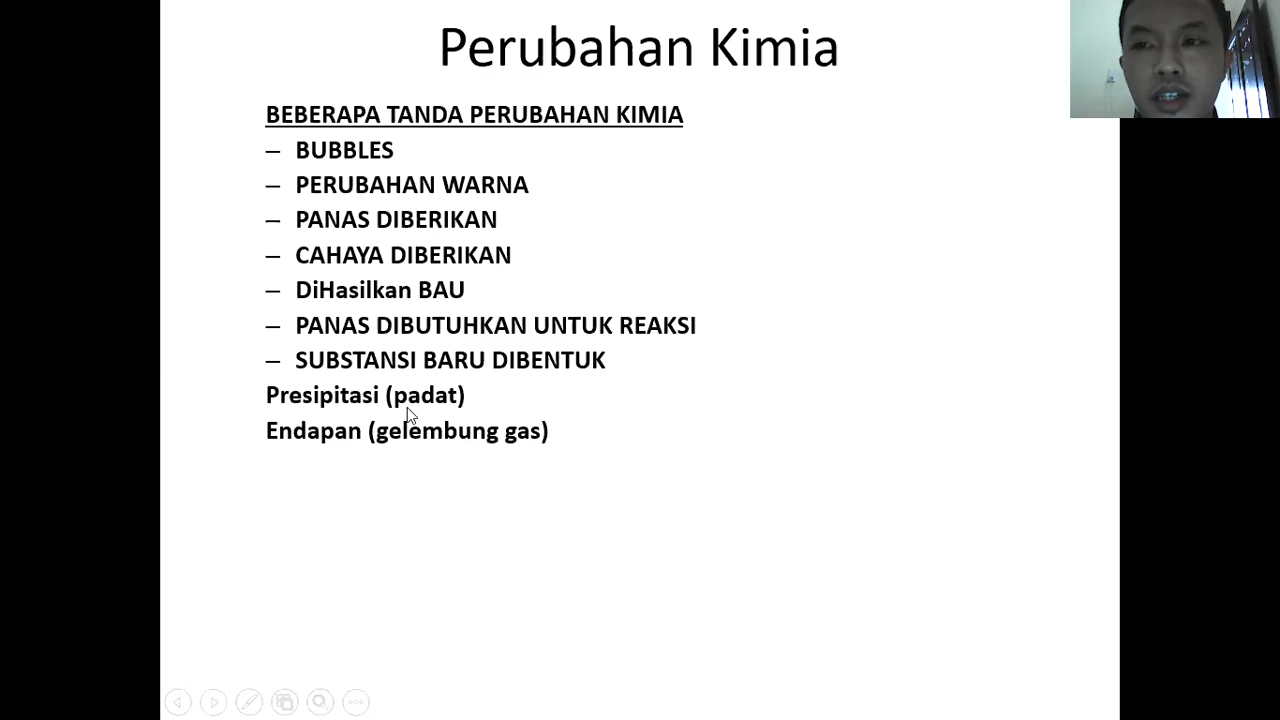 Perubahan Kimia
BEBERAPA TANDA PERUBAHAN KIMIA
– BUBBLES
– PERUBAHAN WARNA
– PANAS DIBERIKAN
– CAHAYA DIBERIKAN
– DiHasilkan BAU
– PANAS DIBUTUHKAN UNTUK REAKSI
– SUBSTANSI BARU DIBENTUK
Presipitasi (padat)
Endapan (gelembung gas)